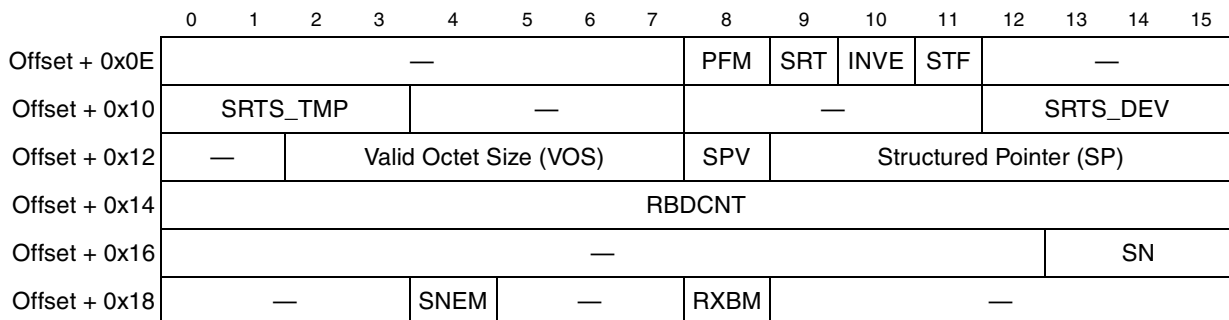 0 1 2 3 4 5 6 7 8 9 10 11 12 13 14 15
Offset + 0x0E — PFM SRT INVE STF —
Offset + 0x10 SRTS_TMP — — SRTS_DEV
Offset + 0x12 — Valid Octet Size (VOS) SPV Structured Pointer (SP)
Offset + 0x14 RBDCNT
Offset + 0x16 — SN
Offset + 0x18 — SNEM — RXBM —